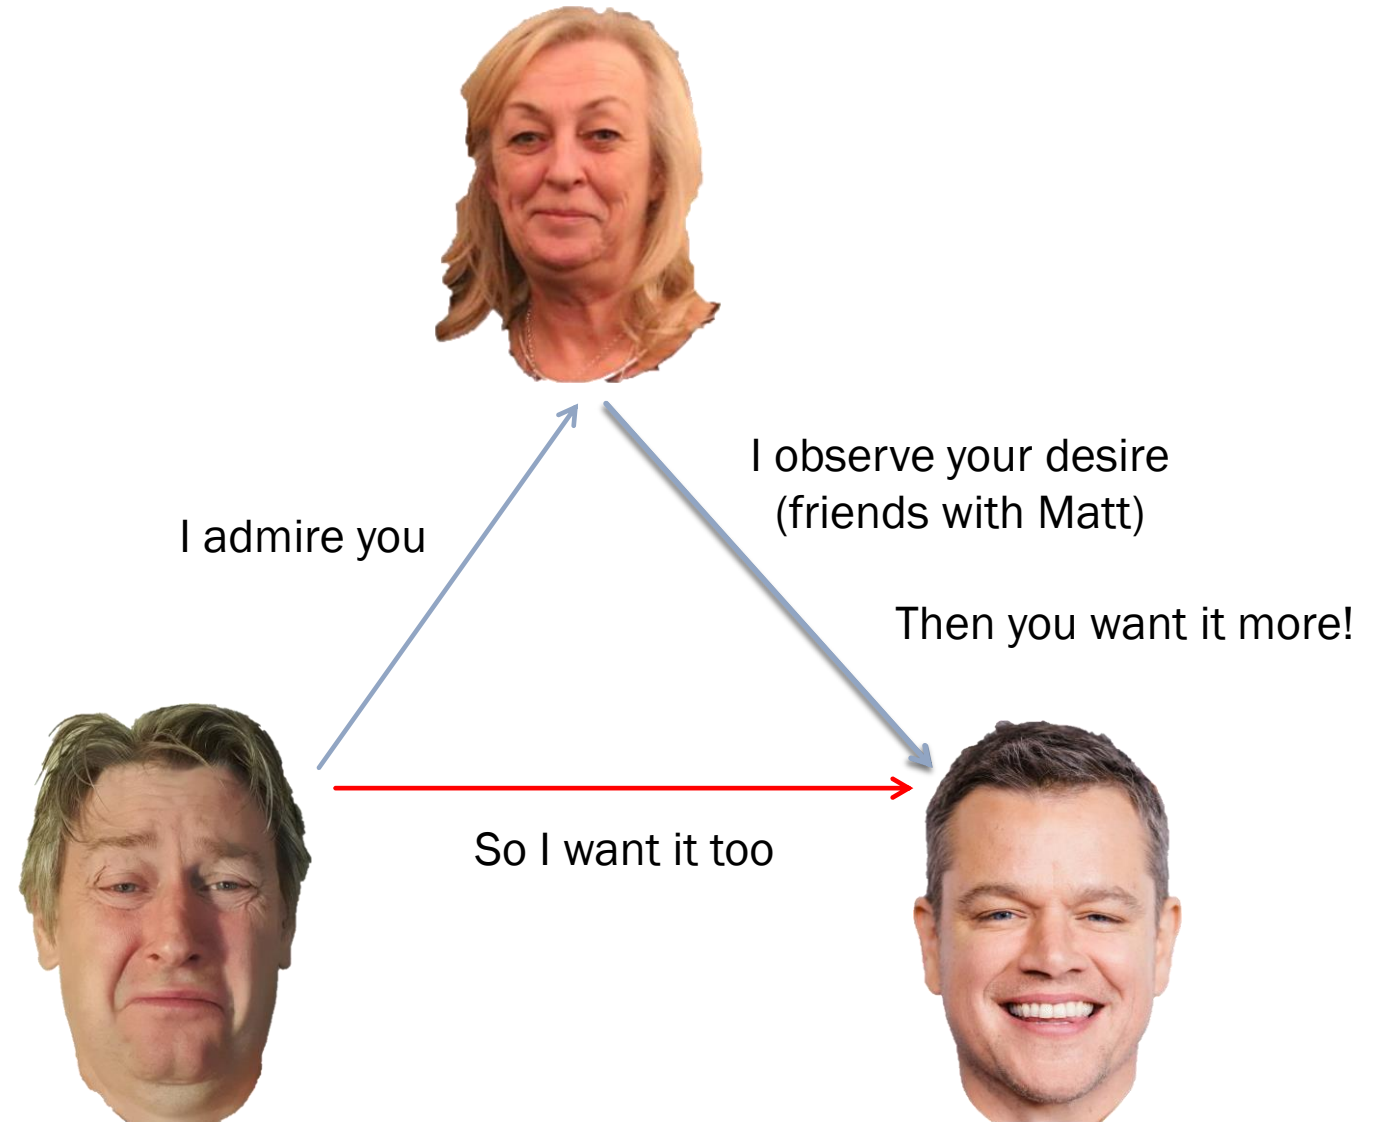 I observe your desire
(friends with Matt)
I admire you
Then you want it more!
So I want it too